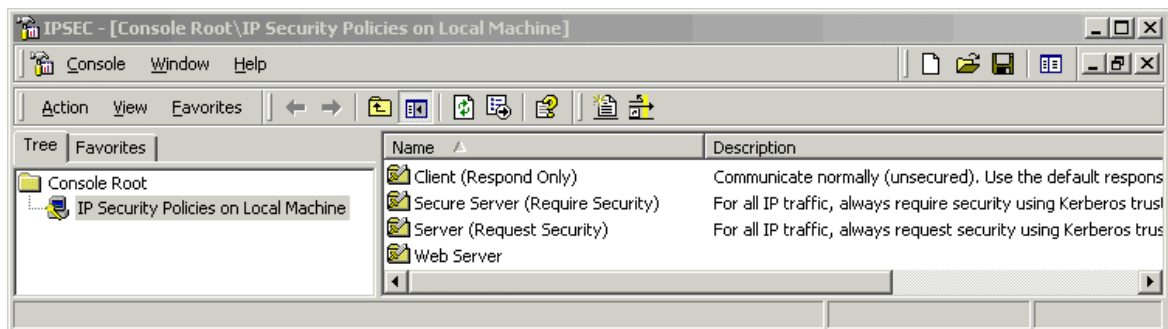 IPSEC - [Console Root\IP Security Policies on Local Machine]
Console Window Help
Action View Favorites
Tree Favorites
Name Description
Console Root
IP Security Policies on Local Machine
Client (Respond Only) Communicate normally (unsecured). Use the default respons
Secure Server (Require Security) For all IP traffic, always require security using Kerberos trust
Server (Request Security) For all IP traffic, always request security using Kerberos trus
Web Server